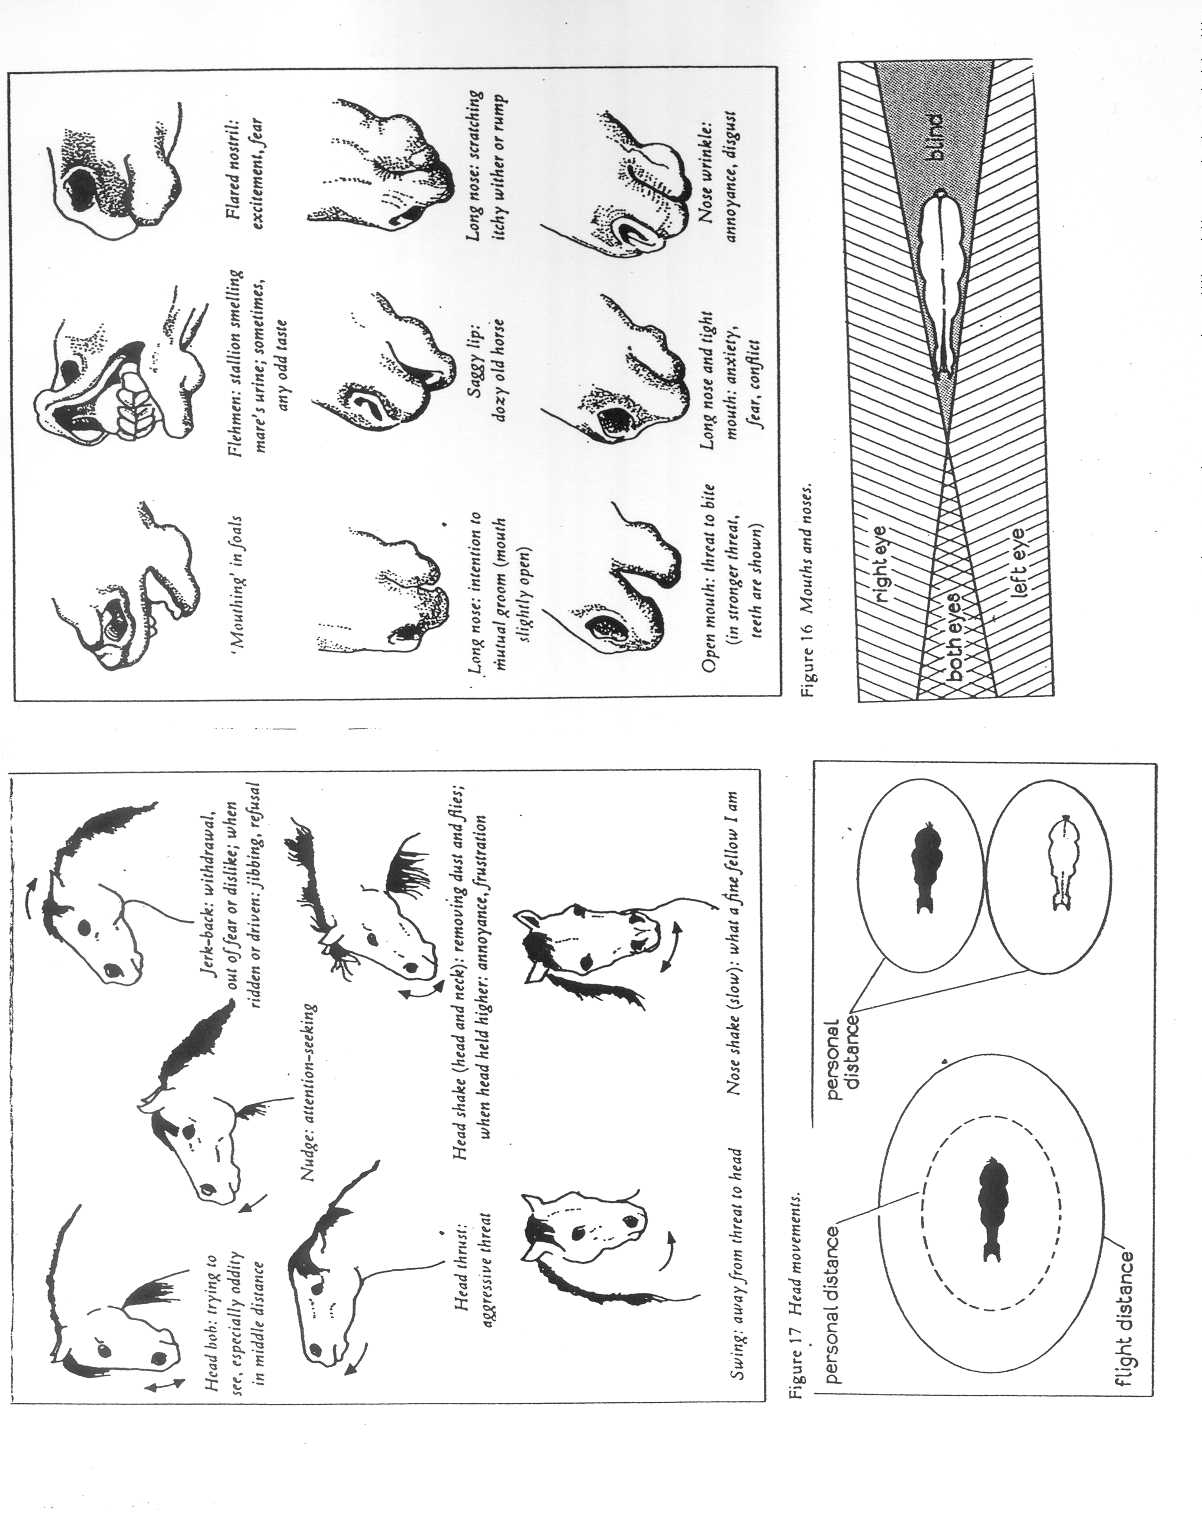 Head bob: trying to
see, especially oddity
in middle distance
Nudge: attention-seeking
Jerk-back: withdrawal,
out of fear or dislike; when
ridden or driven: jibbing, refusal
Head thrust:
aggressive threat
Head shake (head and neck): removing dust and flies;
when head held higher: annoyance, frustration
Swing: away from threat to head
Nose shake (slow): what a fine fellow I am
Figure 17 Head movements.
personal distance
flight distance
personal
distance
'Mouthing' in foals
Flehmen: stallion smelling
mare's urine; sometimes,
any odd taste
Flared nostril:
excitement, fear
Long nose: intention to
mutual groom (mouth
slightly open)
Saggy lip:
dozy old horse
Long nose: scratching
itchy wither or rump
Open mouth: threat to bite
(in stronger threat,
teeth are shown)
Long nose and tight
mouth: anxiety,
fear, conflict
Nose wrinkle:
annoyance, disgust
Figure 16 Mouths and noses.
right eye
both eyes
left eye
blind